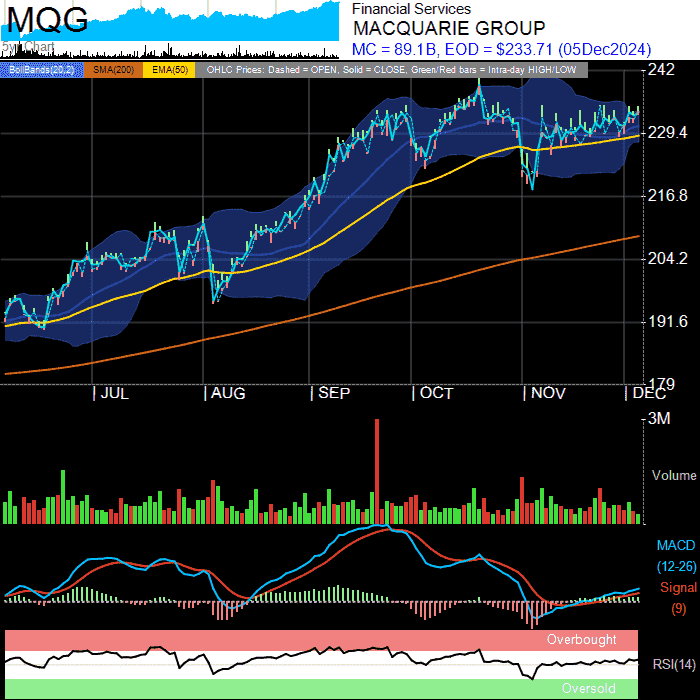 MQG
Financial Services
MACQUARIE GROUP
MC = 89.1B, EOD = $233.71 (05Dec2024)
by Chart
BollBands(20,2) SMA(200) EMA(50) OHLC Prices: Dashed = OPEN, Solid = CLOSE, Green/Red bars = Intra-day HIGH/LOW
242
229.4
216.8
204.2
191.6
179
JUL AUG SEP OCT NOV DEC
3M
Volume
MACD
(12-26)
Signal
(9)
Overbought
RSI(14)
Oversold